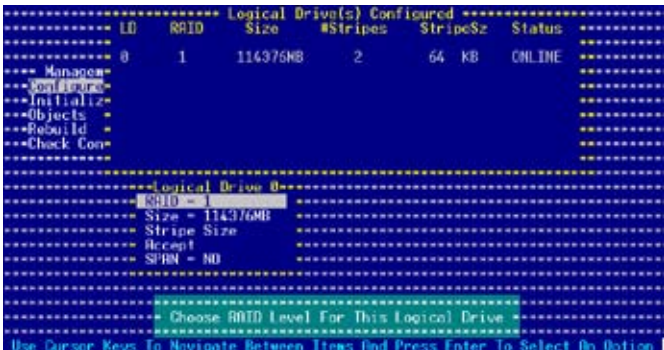 Logical Drive(s) Configured
LD RAID Size #Stripes StripeSz Status
0 1 114376MB 2 64 KB ONLINE
Managem
Configure
Initializ
Objects
Rebuild
Check Con
Logical Drive 0
RAID = 1
Size = 114376MB
Stripe Size
Accept
SPAN = NO
Choose RAID Level For This Logical Drive
Use Cursor Keys To Navigate Between Items And Press Enter To Select An Option